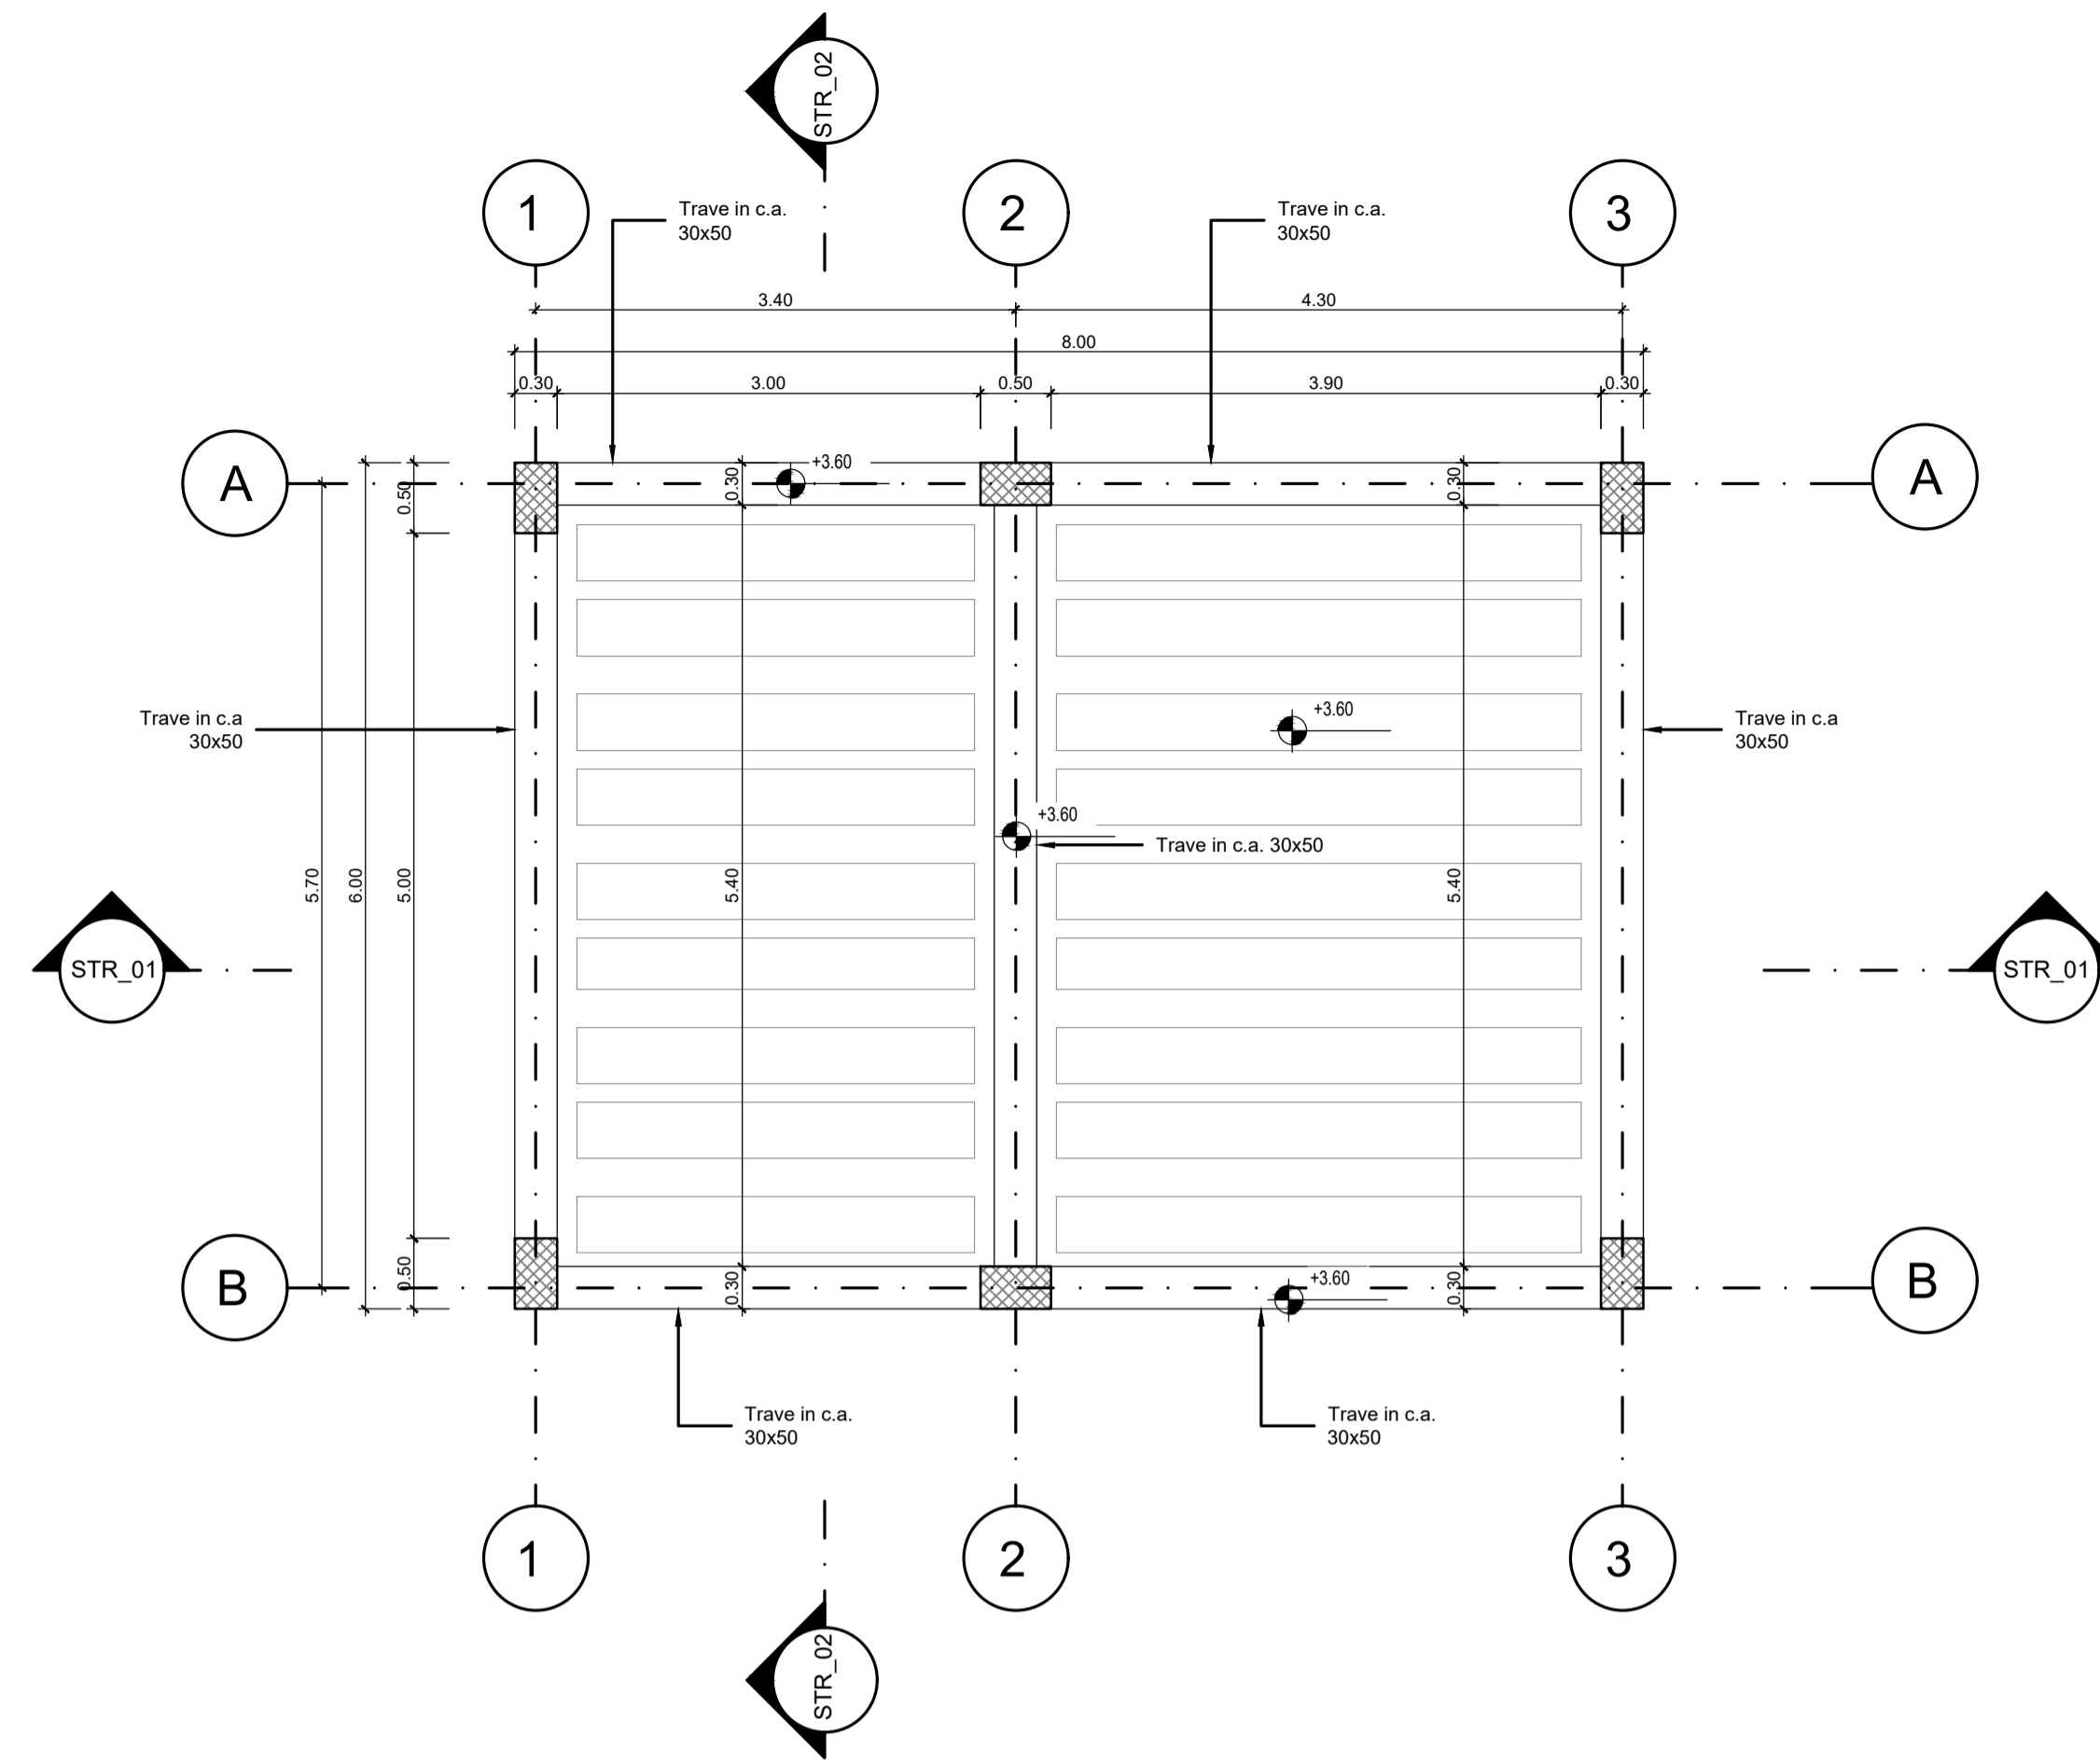 STR_02
1
2
3
Trave in c.a.
30x50
Trave in c.a.
30x50
3.40
4.30
8.00
0.30
3.00
0.50
3.90
0.30
A
A
+3.60
0.50
0.30
0.30
Trave in c.a
30x50
+3.60
Trave in c.a
30x50
+3.60
Trave in c.a. 30x50
5.70
6.00
5.00
5.40
5.40
STR_01
STR_01
B
B
0.50
0.30
+3.60
0.30
Trave in c.a.
30x50
Trave in c.a.
30x50
1
2
3
STR_02